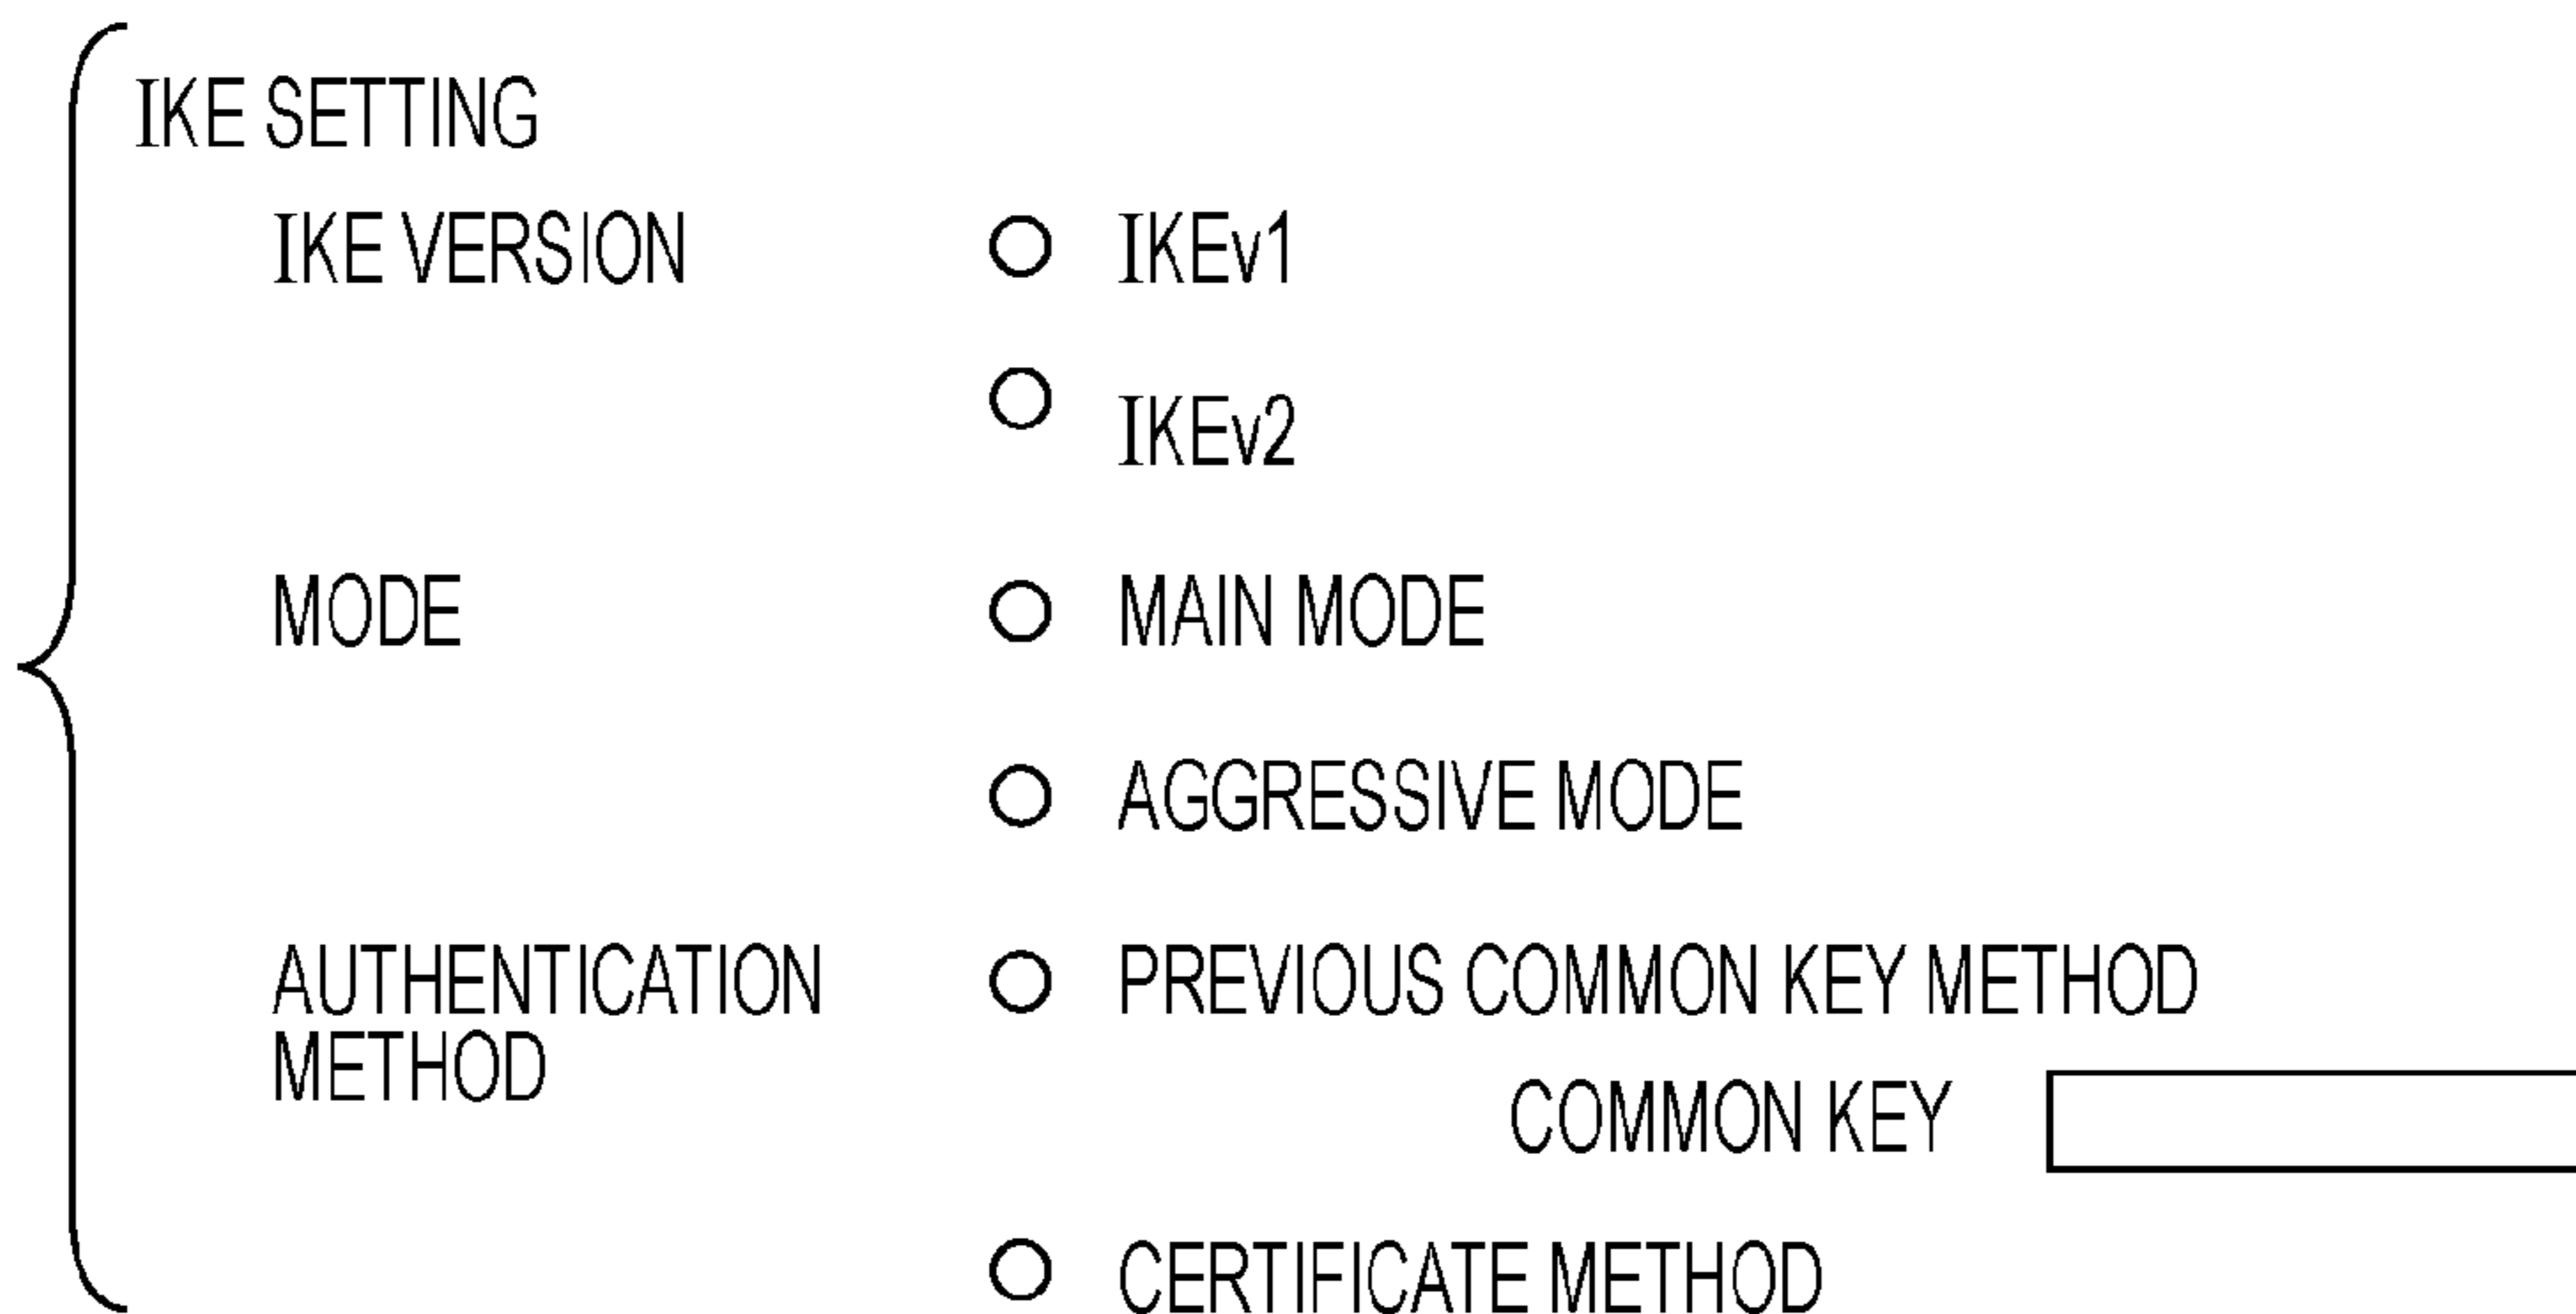 IKE SETTING
IKE VERSION
IKEv1
IKEv2
MODE
MAIN MODE
AGGRESSIVE MODE
AUTHENTICATION
METHOD
PREVIOUS COMMON KEY METHOD
COMMON KEY
CERTIFICATE METHOD